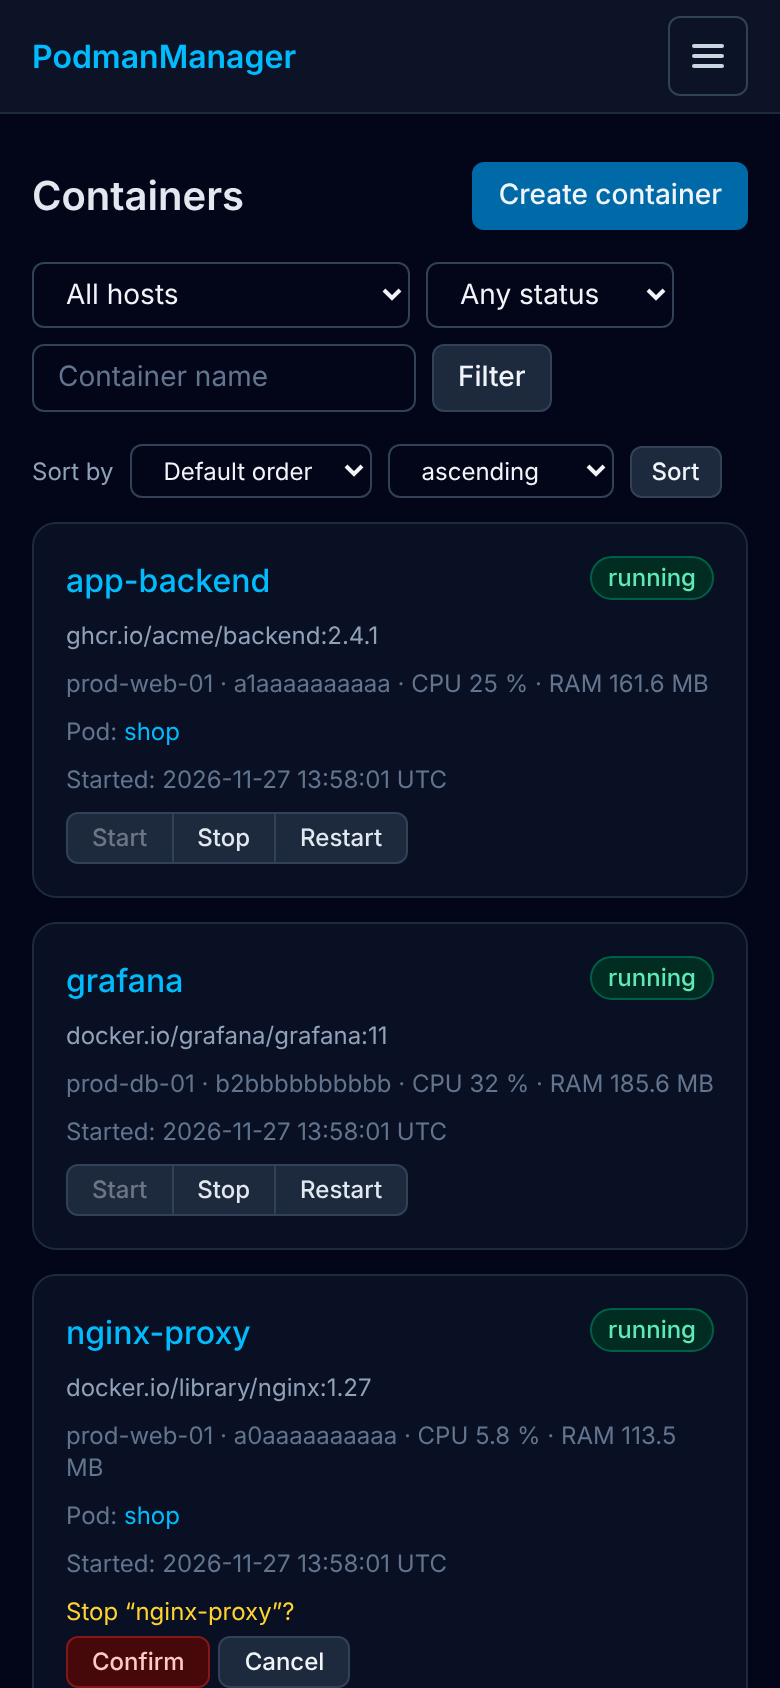 PodmanManager
Containers
Create container
All hosts
Any status
Container name
Filter
Sort by
Default order
ascending
Sort
app-backend
running
ghcr.io/acme/backend:2.4.1
prod-web-01 · a1aaaaaaaaaa · CPU 25 % · RAM 161.6 MB
Pod: shop
Started: 2026-11-27 13:58:01 UTC
Start
Stop
Restart
grafana
running
docker.io/grafana/grafana:11
prod-db-01 · b2bbbbbbbbbb · CPU 32 % · RAM 185.6 MB
Started: 2026-11-27 13:58:01 UTC
Start
Stop
Restart
nginx-proxy
running
docker.io/library/nginx:1.27
prod-web-01 · a0aaaaaaaaaa · CPU 5.8 % · RAM 113.5
MB
Pod: shop
Started: 2026-11-27 13:58:01 UTC
Stop “nginx-proxy”?
Confirm
Cancel